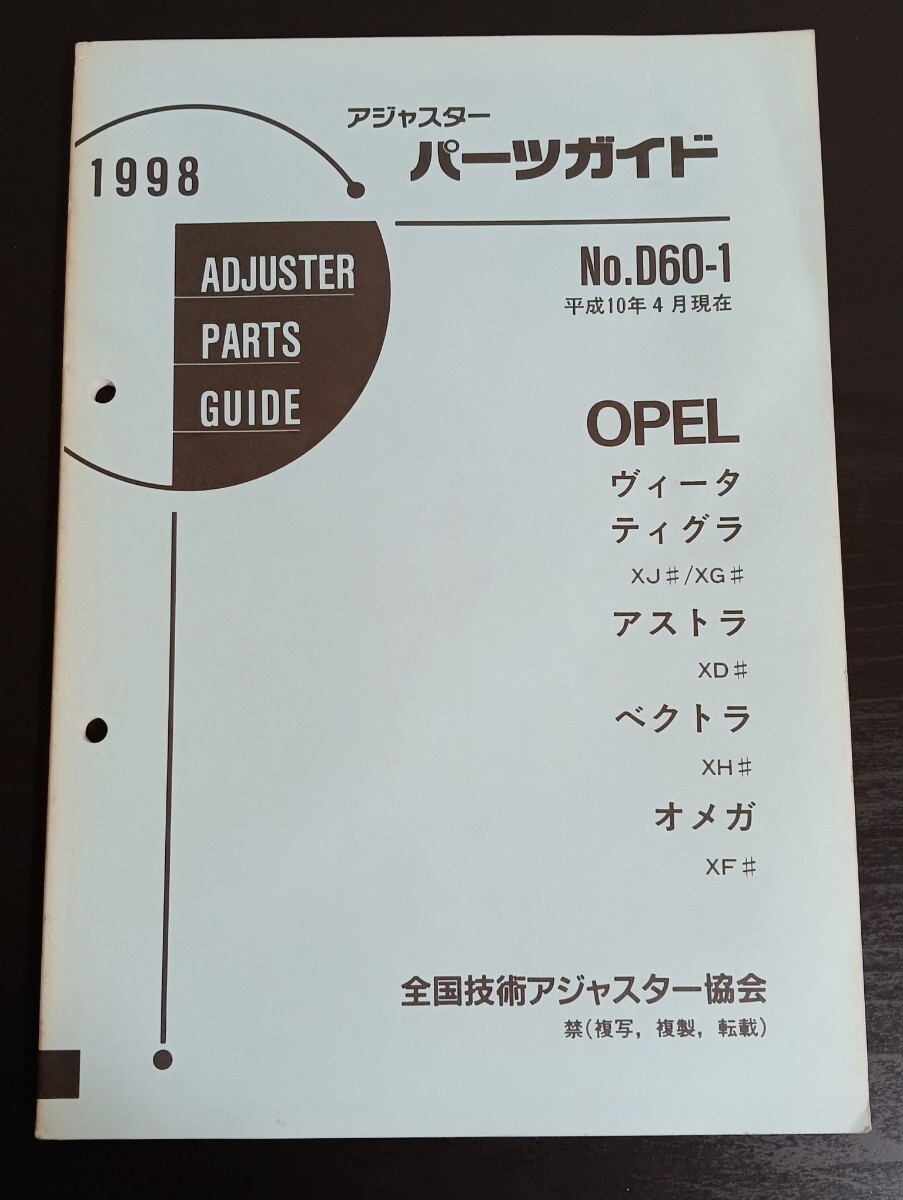 1998
アジャスター
パーツガイド
ADJUSTER
PARTS
GUIDE
No.D60-1
平成10年4月現在
OPEL
ヴィータ
ティグラ
XJ♯/XG♯
アストラ
XD♯
ベクトラ
XH♯
オメガ
XF♯
全国技術アジャスター協会
禁(複写, 複製, 転載)